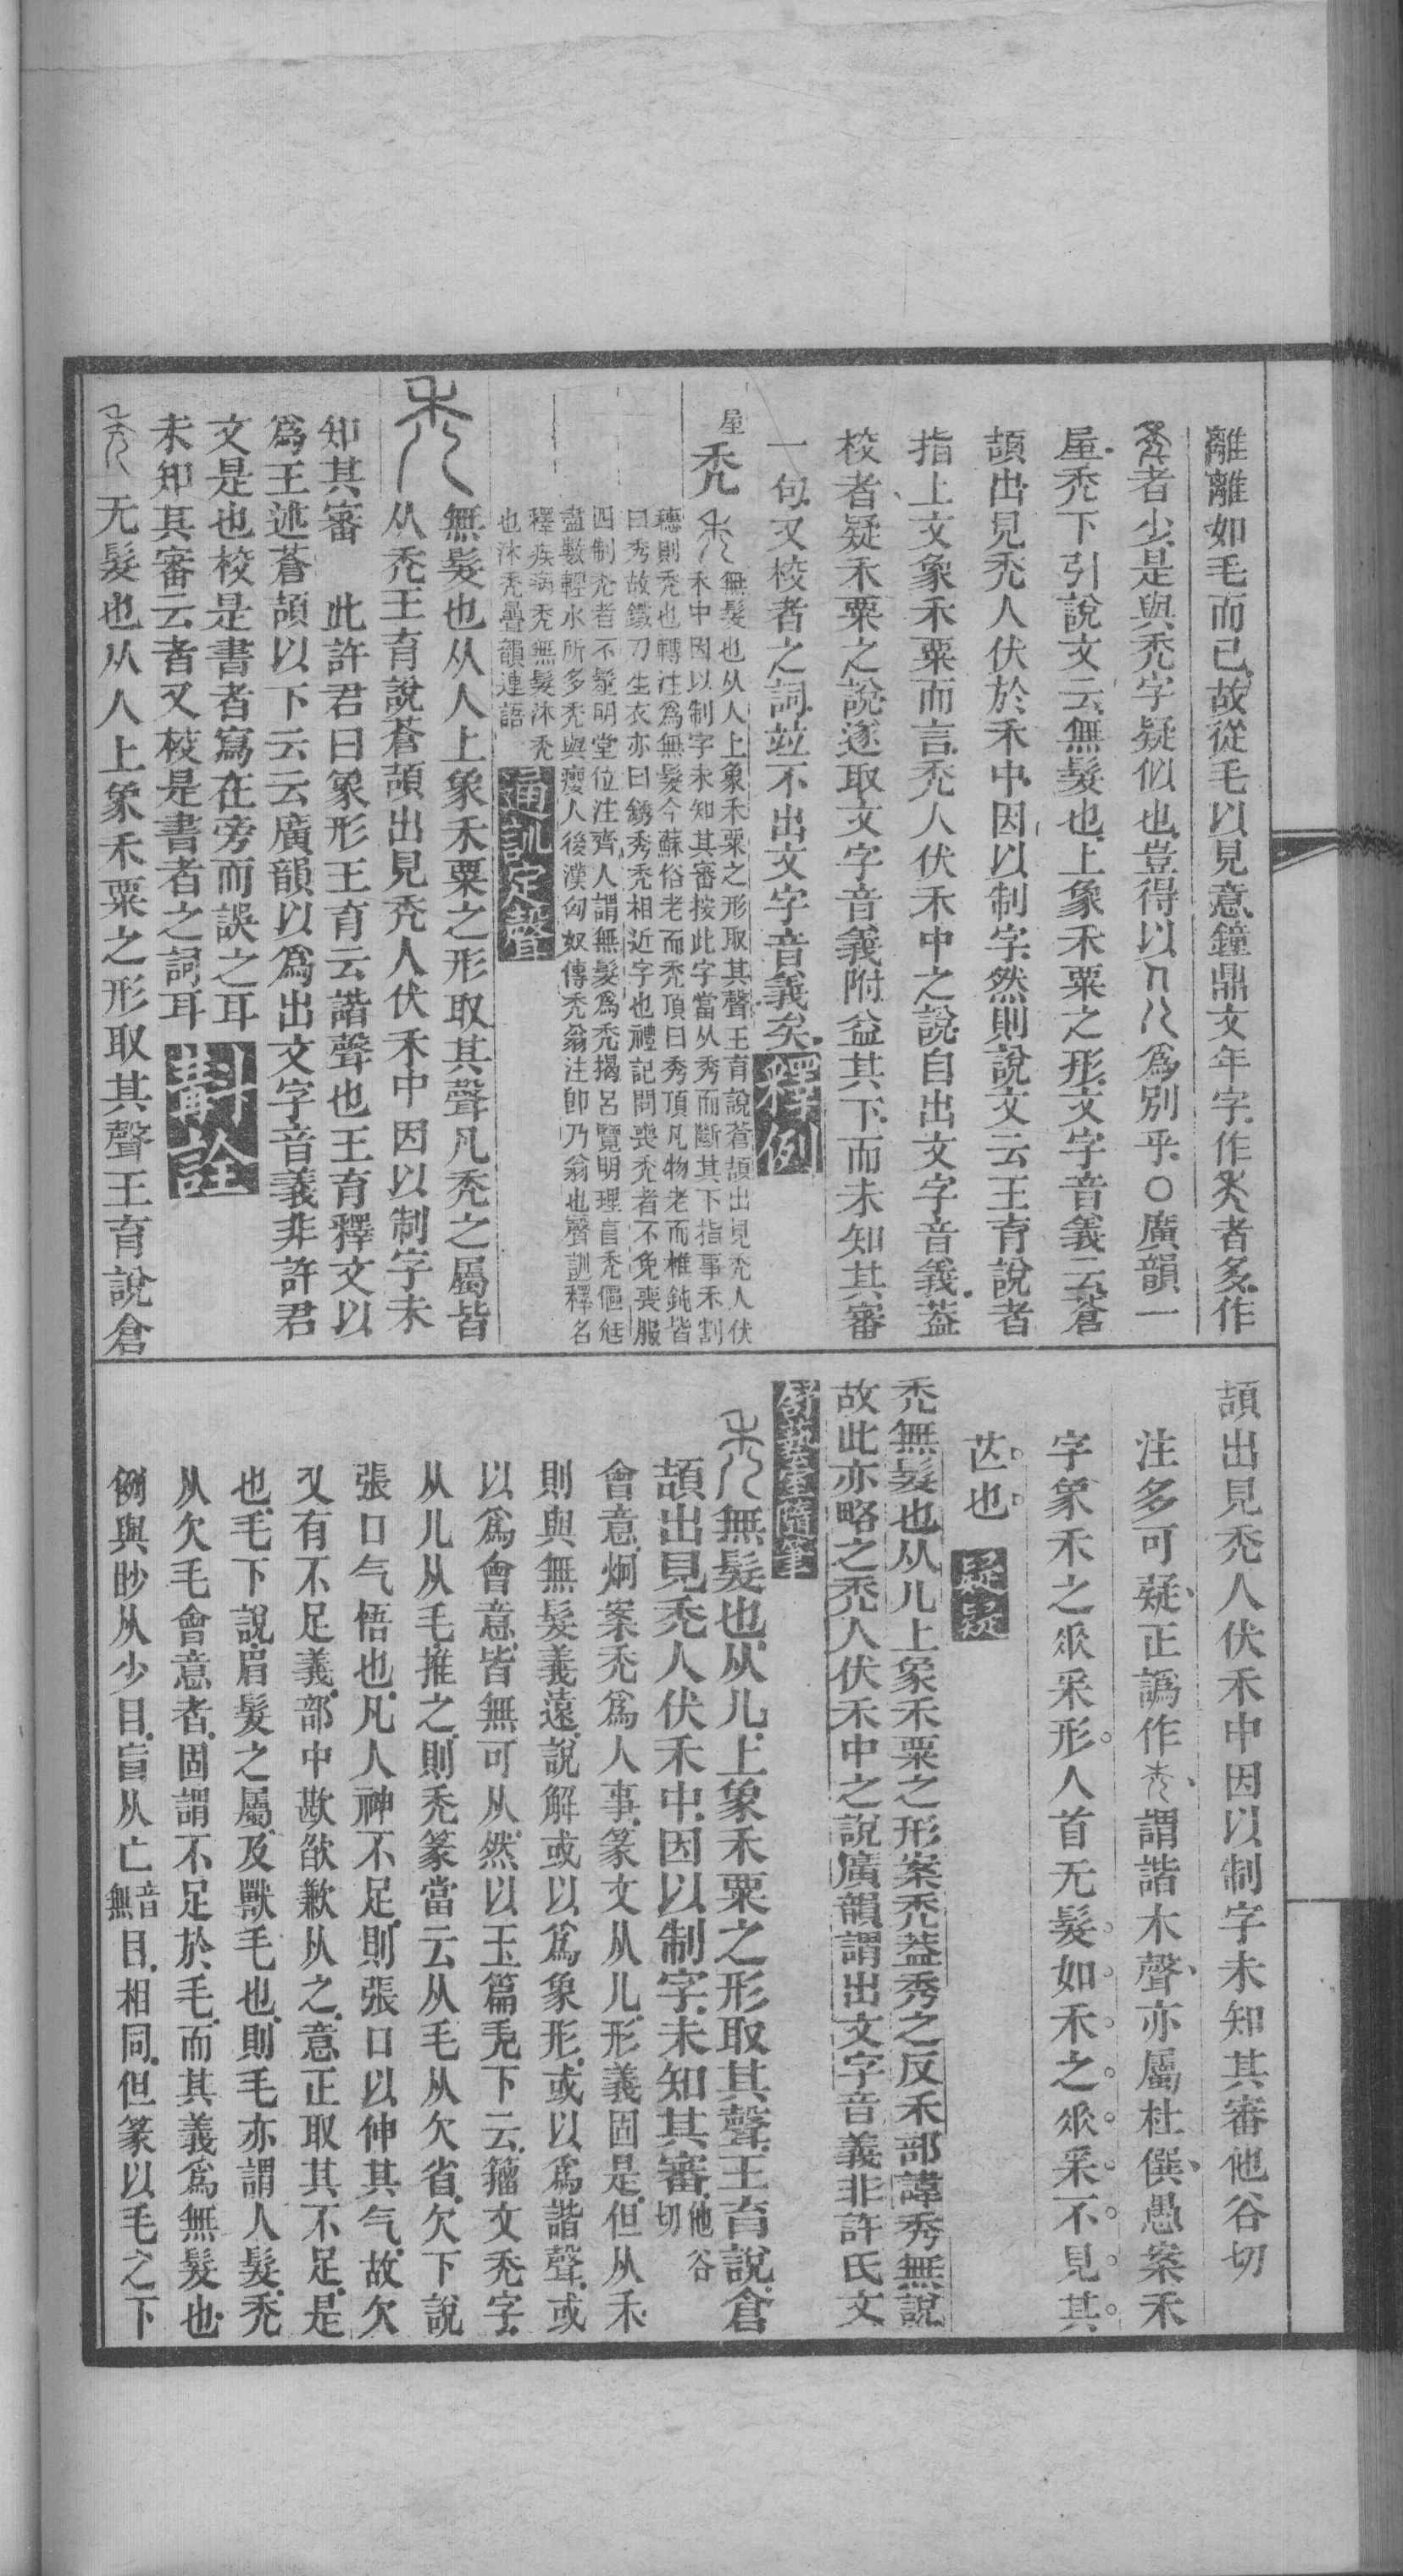 離離如毛而已故從毛以見意鐘鼎文年字作者多作
者少是與禿字疑似也豈得以爲別乎○廣韻一
屋禿下引說文云無髮也上象禾粟之形文字音義云蒼
頡出見禿人伏於禾中因以制字然則說文云王育說者
指上文象禾粟而言禿人伏禾中之說自出文字音義葢
校者疑禾粟之說遂取文字音義附益其下而未知其審
一句又校者之詞竝不出文字音義矣 釋例
屋禿 無髮也从人上象禾粟之形取其聲王育說蒼頡出見禿人伏
禾中因以制字未知其審按此字當从秀而斷其下指事禾割
穗則禿也轉注爲無髮今蘇俗老而禿頂曰秀頂凡物老而椎鈍皆
曰秀故鐵刀生衣亦曰銹秀禿相近字也禮記問喪禿者不免喪服
四制禿者不髽明堂位注齊人謂無髮爲禿楬呂覽明理盲禿傴尪
盡數輕水所多禿與癭人後漢匈奴傳禿翁注卽乃翁也聲訓釋名
釋疾病禿無髮沐禿
也沐禿疊韻連語 通訓定聲
無髮也从人上象禾粟之形取其聲凡禿之屬皆
从禿王育說蒼頡出見禿人伏禾中因以制字未
知其審 此許君曰象形王育云諧聲也王育釋文以
爲王述蒼頡以下云云廣韻以爲出文字音義非許君
文是也校是書者寫在旁而誤之耳
未知其審云者又校是書者之詞耳 斠詮
无髮也从人上象禾粟之形取其聲王育說倉
頡出見禿人伏禾中因以制字未知其審他谷切
注多可疑正譌作謂諧木聲亦屬杜僎愚案禾
字象禾之𠂹采形人首无髮如禾之𠂹采不見其
芒也 係
禿無髮也从儿上象禾粟之形案禿葢秀之反禾部諱秀無說
故此亦略之禿人伏禾中之說廣韻謂出文字音義非許氏文
舒蓺室隨筆
無髮也从儿上象禾粟之形取其聲王育說倉
頡出見禿人伏禾中因以制字未知其審他谷切
會意炯案禿爲人事篆文从儿形義固是但从禾
則與無髮義遠說解或以爲象形或以爲諧聲或
以爲會意皆無可从然以玉篇毛下云籀文禿字
从儿从毛推之則禿篆當云从毛从欠省欠下說
張口气悟也凡人神不足則張口以伸其气故欠
又有不足義部中歁欿歉从之意正取其不足是
也毛下說眉髮之屬及獸毛也則毛亦謂人髮禿
从欠毛會意者固謂不足於毛而其義爲無髮也
例與眇从少目盲从亡音無目相同但篆以毛之下